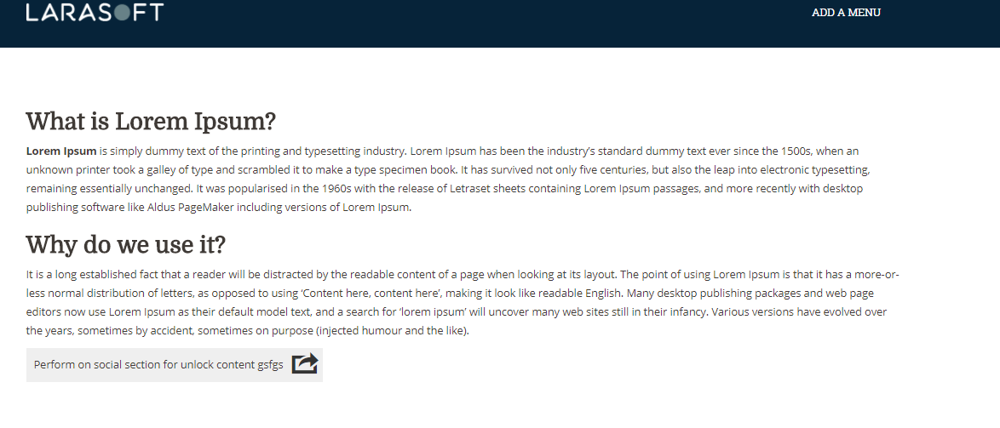 LARASOFT
ADD A MENU
What is Lorem Ipsum?
Lorem Ipsum is simply dummy text of the printing and typesetting industry. Lorem Ipsum has been the industry’s standard dummy text ever since the 1500s, when an
unknown printer took a galley of type and scrambled it to make a type specimen book. It has survived not only five centuries, but also the leap into electronic typesetting,
remaining essentially unchanged. It was popularised in the 1960s with the release of Letraset sheets containing Lorem Ipsum passages, and more recently with desktop
publishing software like Aldus PageMaker including versions of Lorem Ipsum.
Why do we use it?
It is a long established fact that a reader will be distracted by the readable content of a page when looking at its layout. The point of using Lorem Ipsum is that it has a more-or-
less normal distribution of letters, as opposed to using ‘Content here, content here’, making it look like readable English. Many desktop publishing packages and web page
editors now use Lorem Ipsum as their default model text, and a search for ‘lorem ipsum’ will uncover many web sites still in their infancy. Various versions have evolved over
the years, sometimes by accident, sometimes on purpose (injected humour and the like).
Perform on social section for unlock content gsfgs